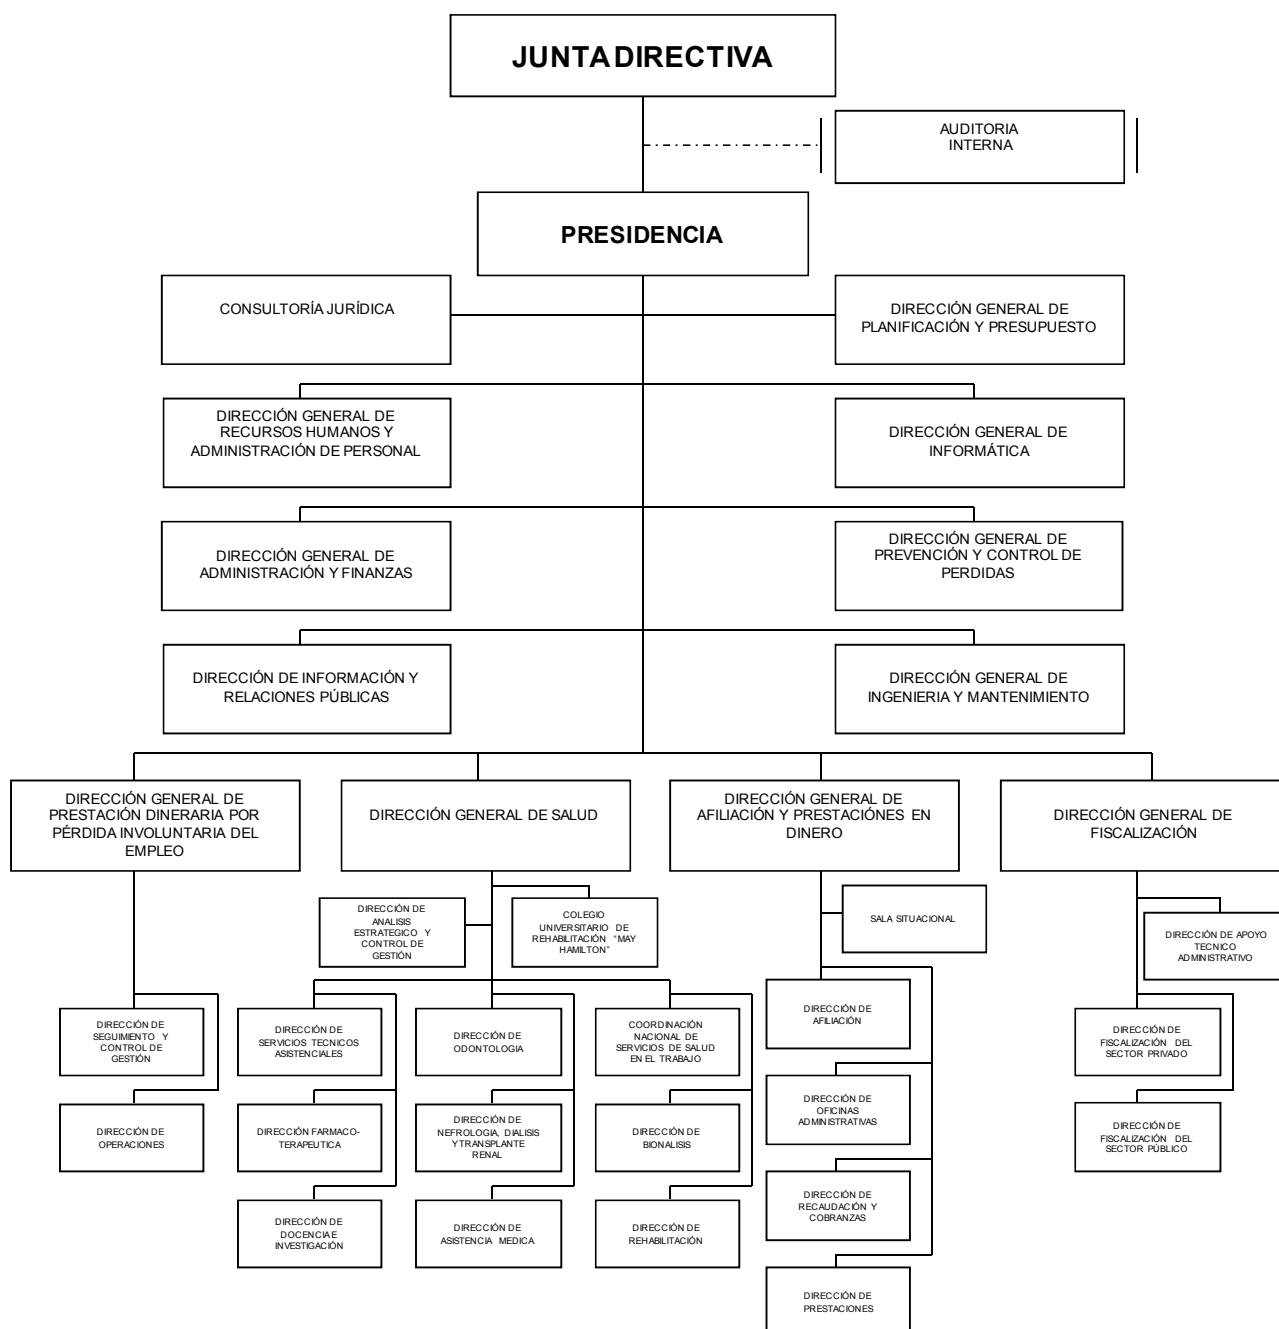 JUNTA DIRECTIVA
AUDITORIA
INTERNA
PRESIDENCIA
CONSULTORÍA JURÍDICA
DIRECCIÓN GENERAL DE
PLANIFICACIÓN Y PRESUPUESTO
DIRECCIÓN GENERAL DE
RECURSOS HUMANOS Y
ADMINISTRACIÓN DE PERSONAL
DIRECCIÓN GENERAL DE
INFORMÁTICA
DIRECCIÓN GENERAL DE
ADMINISTRACIÓN Y FINANZAS
DIRECCIÓN GENERAL DE
PREVENCIÓN Y CONTROL DE
PERDIDAS
DIRECCIÓN DE INFORMACIÓN Y
RELACIONES PÚBLICAS
DIRECCIÓN GENERAL DE
INGENIERIA Y MANTENIMIENTO
DIRECCIÓN GENERAL DE
PRESTACIÓN DINERARIA POR
PÉRDIDA INVOLUNTARIA DEL
EMPLEO
DIRECCIÓN GENERAL DE SALUD
DIRECCIÓN GENERAL DE
AFILIACIÓN Y PRESTACIÓNES EN
DINERO
DIRECCIÓN GENERAL DE
FISCALIZACIÓN
DIRECCIÓN DE
ANALISIS
ESTRATEGICO Y
CONTROL DE
GESTIÓN
COLEGIO
UNIVERSITARIO DE
REHABILITACIÓN "MAY
HAMILTON"
SALA SITUACIONAL
DIRECCIÓN DE APOYO
TECNICO
ADMINISTRATIVO
DIRECCIÓN DE
SEGUIMIENTO Y
CONTROL DE
GESTIÓN
DIRECCIÓN DE
SERVICIOS TECNICOS
ASISTENCIALES
DIRECCIÓN DE
ODONTOLOGIA
COORDINACIÓN
NACIONAL DE
SERVICIOS DE SALUD
EN EL TRABAJO
DIRECCIÓN DE
AFILIACIÓN
DIRECCIÓN DE
FISCALIZACIÓN DEL
SECTOR PRIVADO
DIRECCIÓN DE
OPERACIONES
DIRECCIÓN FARMACO-
TERAPEUTICA
DIRECCIÓN DE
NEFROLOGIA, DIALISIS
Y TRANSPLANTE
RENAL
DIRECCIÓN DE
BIONALISIS
DIRECCIÓN DE
OFICINAS
ADMINISTRATIVAS
DIRECCIÓN DE
FISCALIZACIÓN DEL
SECTOR PÚBLICO
DIRECCIÓN DE
DOCENCIA E
INVESTIGACIÓN
DIRECCIÓN DE
ASISTENCIA MEDICA
DIRECCIÓN DE
REHABILITACIÓN
DIRECCIÓN DE
RECAUDACIÓN Y
COBRANZAS
DIRECCIÓN DE
PRESTACIONES